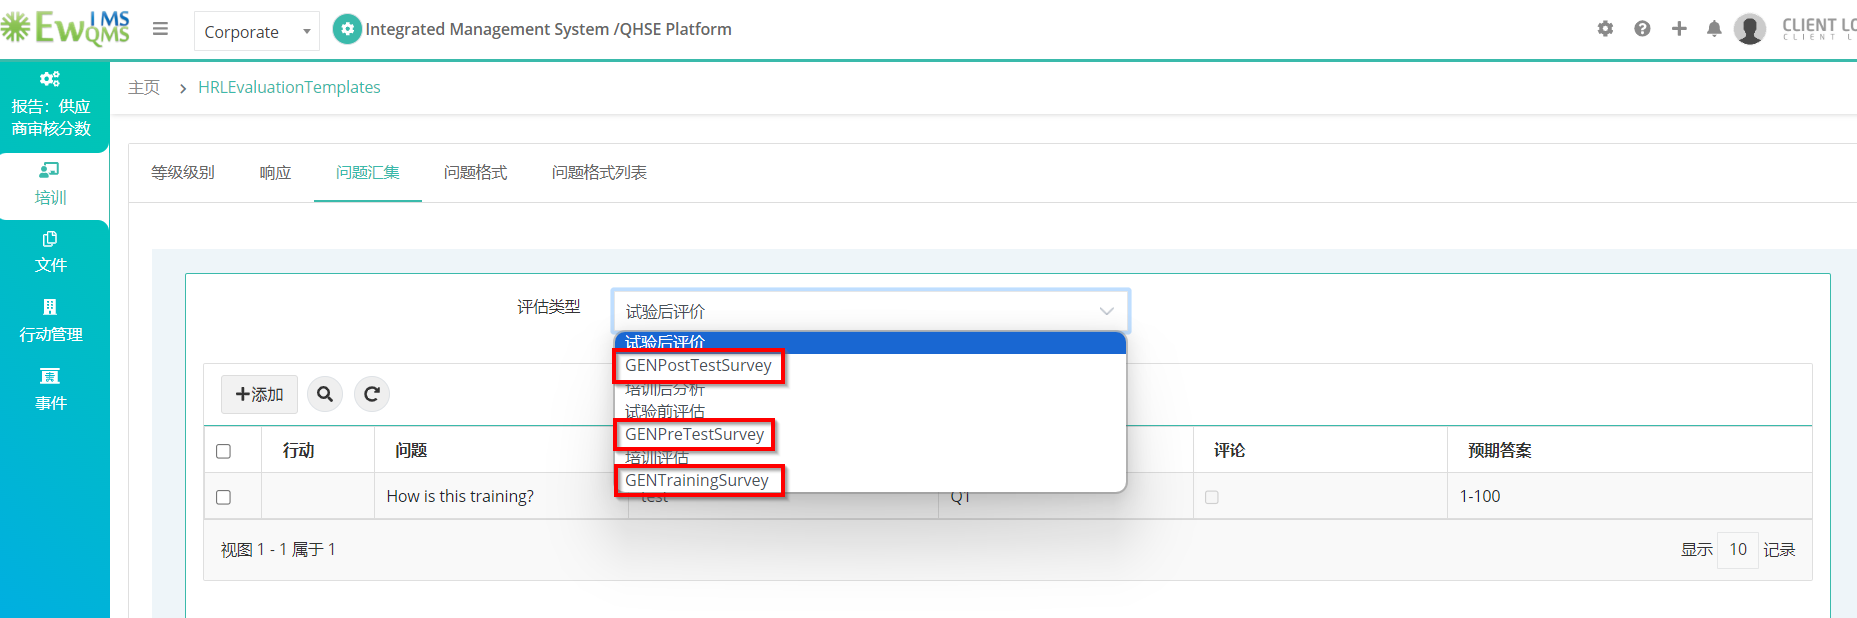 EwQMS IMS
Corporate
Integrated Management System /QHSE Platform
CLIENT LO
CLIENT L
报告：供应
商审核分数
培训
文件
行动管理
事件
主页 > HRLEvaluationTemplates
等级级别 响应 问题汇集 问题格式 问题格式列表
评估类型 试验后评价
试验后评价
GENPostTestSurvey
培训后分析
试验前评估
GENPreTestSurvey
培训评估
GENTrainingSurvey
+添加
行动 问题 评论 预期答案
How is this training? test Q1 1-100
视图 1 - 1 属于 1
显示 10 记录